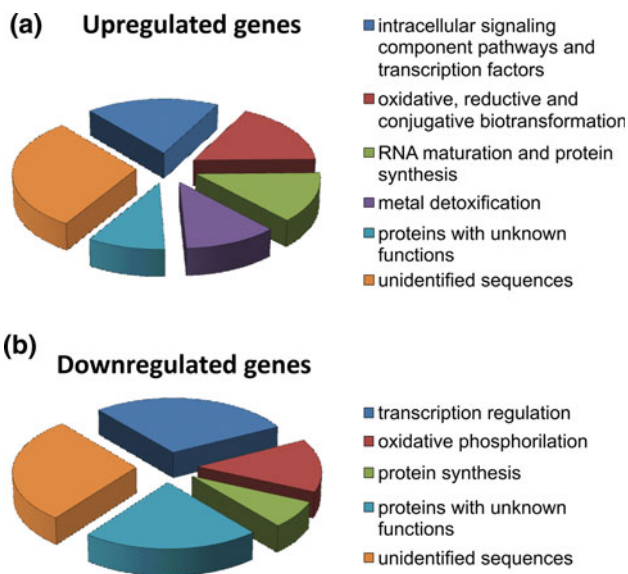 (a)
Upregulated genes
intracellular signaling
component pathways and
transcription factors
oxidative, reductive and
conjugative biotransformation
RNA maturation and protein
synthesis
metal detoxification
proteins with unknown
functions
unidentified sequences
(b)
Downregulated genes
transcription regulation
oxidative phosphorilation
protein synthesis
proteins with unknown
functions
unidentified sequences